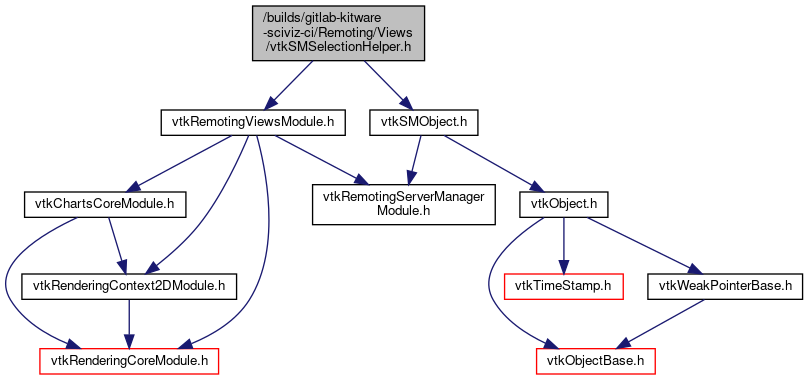 /builds/gitlab-kitware
-sciviz-ci/Remoting/Views
/vtkSMSelectionHelper.h
vtkRemotingViewsModule.h
vtkSMObject.h
vtkChartsCoreModule.h
vtkRemotingServerManager
Module.h
vtkObject.h
vtkRenderingContext2DModule.h
vtkTimeStamp.h
vtkWeakPointerBase.h
vtkRenderingCoreModule.h
vtkObjectBase.h